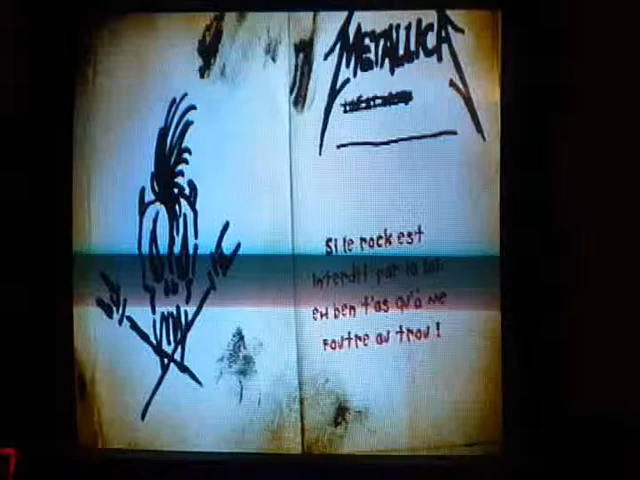 METALLICA
Si le rock est
interdit par la loi
eh ben t'as qu'à me
foutre au trou !